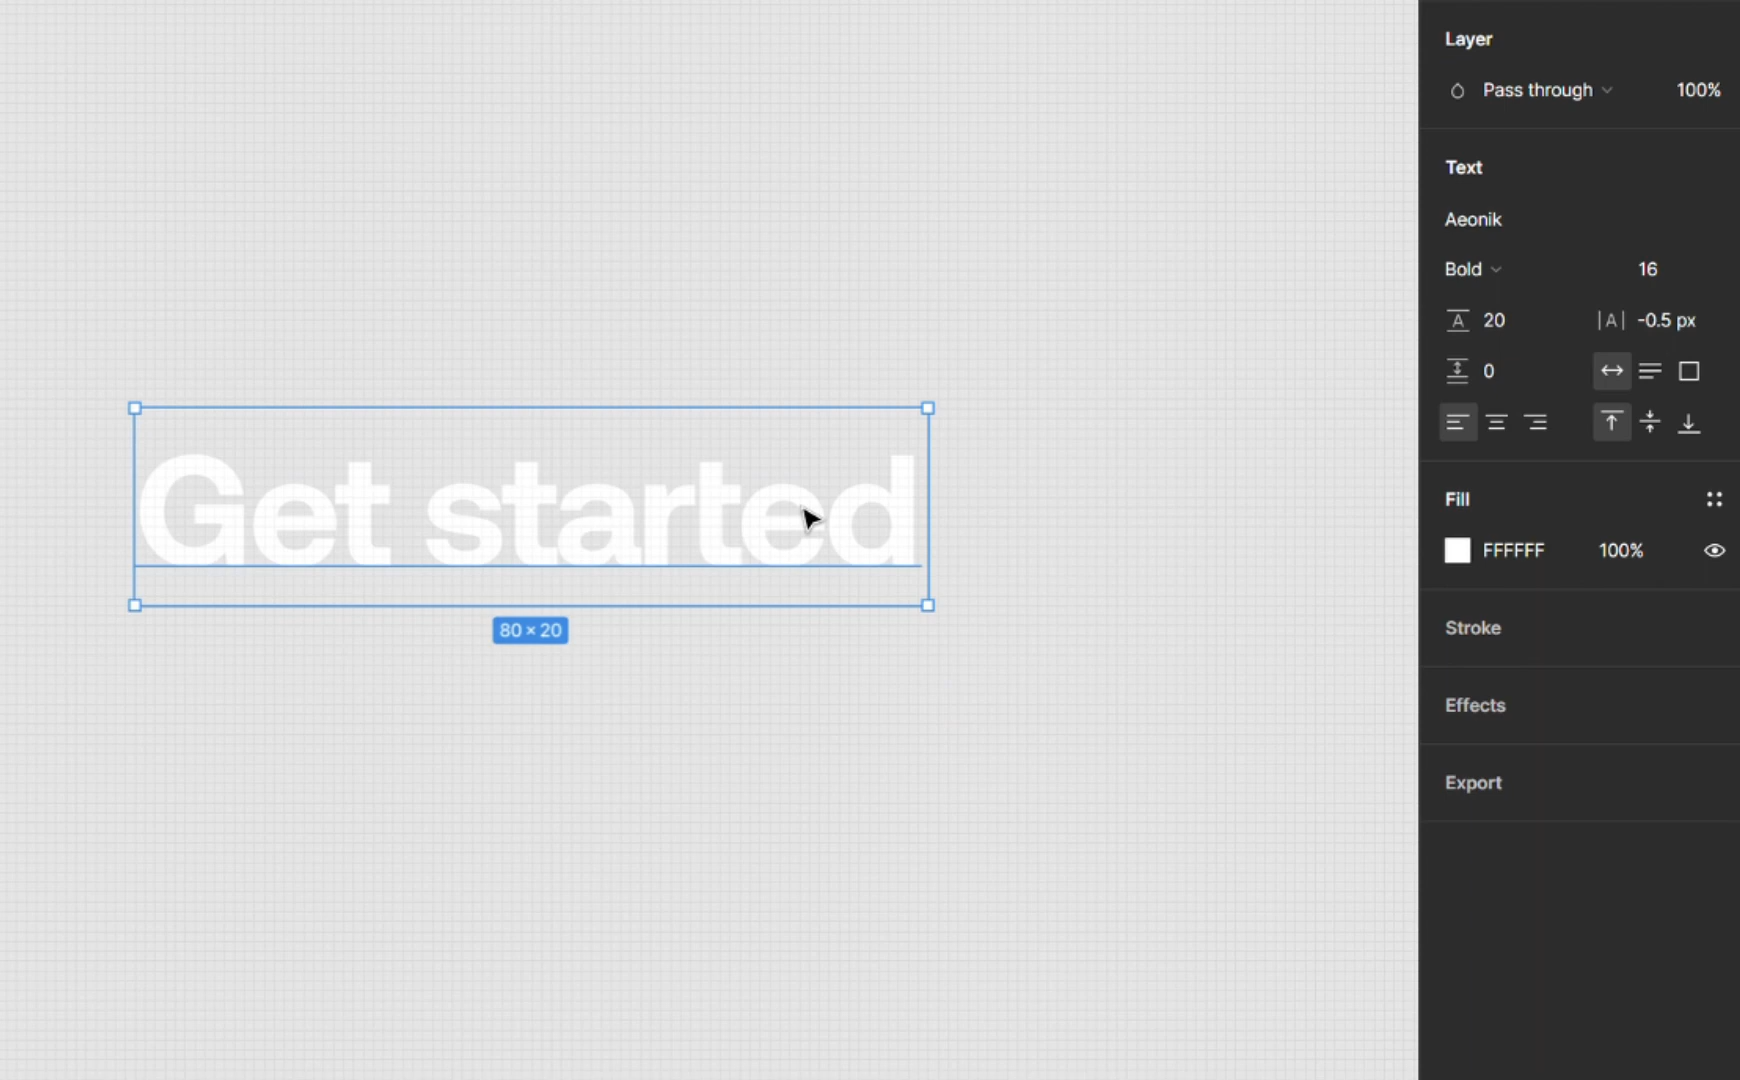 Layer
Pass through 100%
Text
Aeonik
Bold 16
A 20 |A| -0.5 px
0
Get started
80 × 20
Fill
FFFFFF 100%
Stroke
Effects
Export